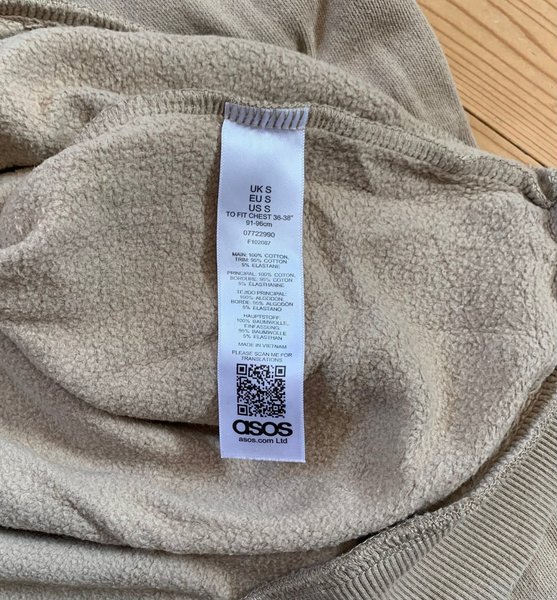 UK S
EU S
US S
TO FIT CHEST 36-38"
91-96cm
07722990
F102007
MAIN: 100% COTTON,
TRIM: 95% COTTON
5% ELASTANE
PRINCIPAL: 100% COTON,
BORDURE: 95% COTON
5% ÉLASTHANNE
TEJIDO PRINCIPAL:
100% ALGODÓN;
BORDE: 95% ALGODÓN
5% ELASTANO
HAUPTSTOFF:
100% BAUMWOLLE,
EINFASSUNG:
95% BAUMWOLLE,
5% ELASTHAN
MADE IN VIETNAM
PLEASE SCAN ME FOR
TRANSLATIONS
asos
asos.com Ltd